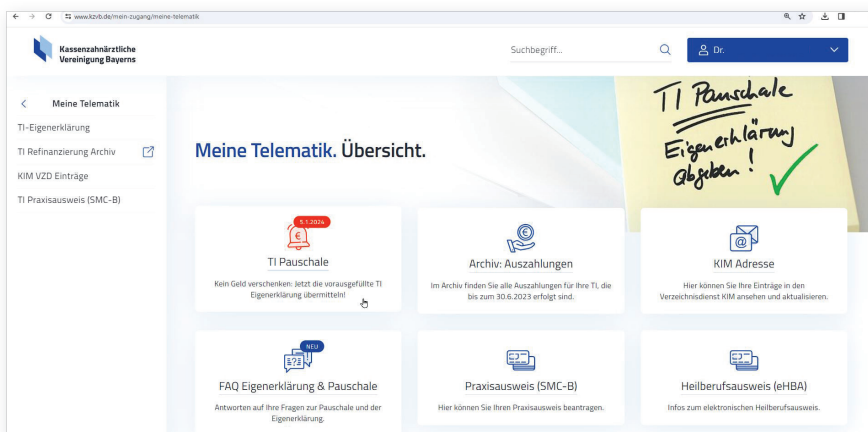 www.kzvb.de/mein-zugang/meine-telematik
Kassenzahnärztliche
Vereinigung Bayerns
Suchbegriff...
Dr.
Meine Telematik
TI-Eigenerklärung
TI Refinanzierung Archiv
KIM VZD Einträge
TI Praxisausweis (SMC-B)
Meine Telematik. Übersicht.
TI Pauschale
Eigenerklärung
abgeben!
5.1.2024
€
TI Pauschale
Kein Geld verschenken: Jetzt die vorausgefüllte TI
Eigenerklärung übermitteln!
€
Archiv: Auszahlungen
Im Archiv finden Sie alle Auszahlungen für Ihre TI, die
bis zum 30.6.2023 erfolgt sind.
@
KIM Adresse
Hier können Sie Ihre Einträge in den
Verzeichnisdienst KIM ansehen und aktualisieren.
NEU
FAQ Eigenerklärung & Pauschale
Antworten auf Ihre Fragen zur Pauschale und der
Eigenerklärung.
Praxisausweis (SMC-B)
Hier können Sie Ihren Praxisausweis beantragen.
Heilberufsausweis (eHBA)
Infos zum elektronischen Heilberufsausweis.